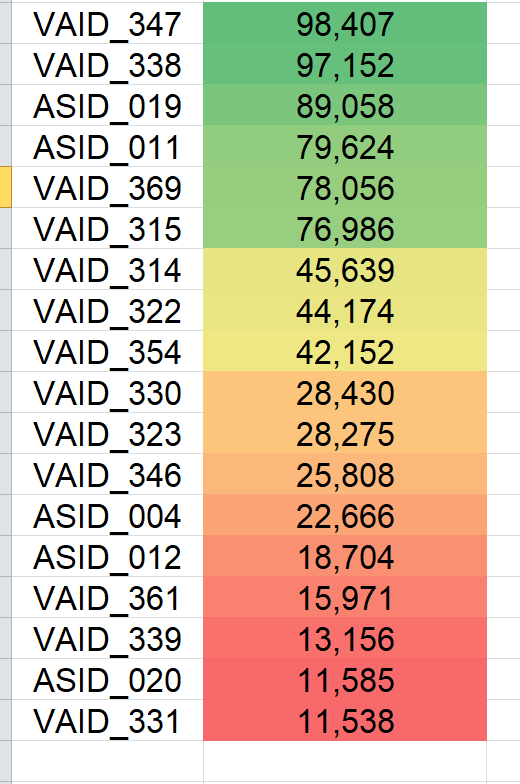 VAID_347 98,407
VAID_338 97,152
ASID_019 89,058
ASID_011 79,624
VAID_369 78,056
VAID_315 76,986
VAID_314 45,639
VAID_322 44,174
VAID_354 42,152
VAID_330 28,430
VAID_323 28,275
VAID_346 25,808
ASID_004 22,666
ASID_012 18,704
VAID_361 15,971
VAID_339 13,156
ASID_020 11,585
VAID_331 11,538